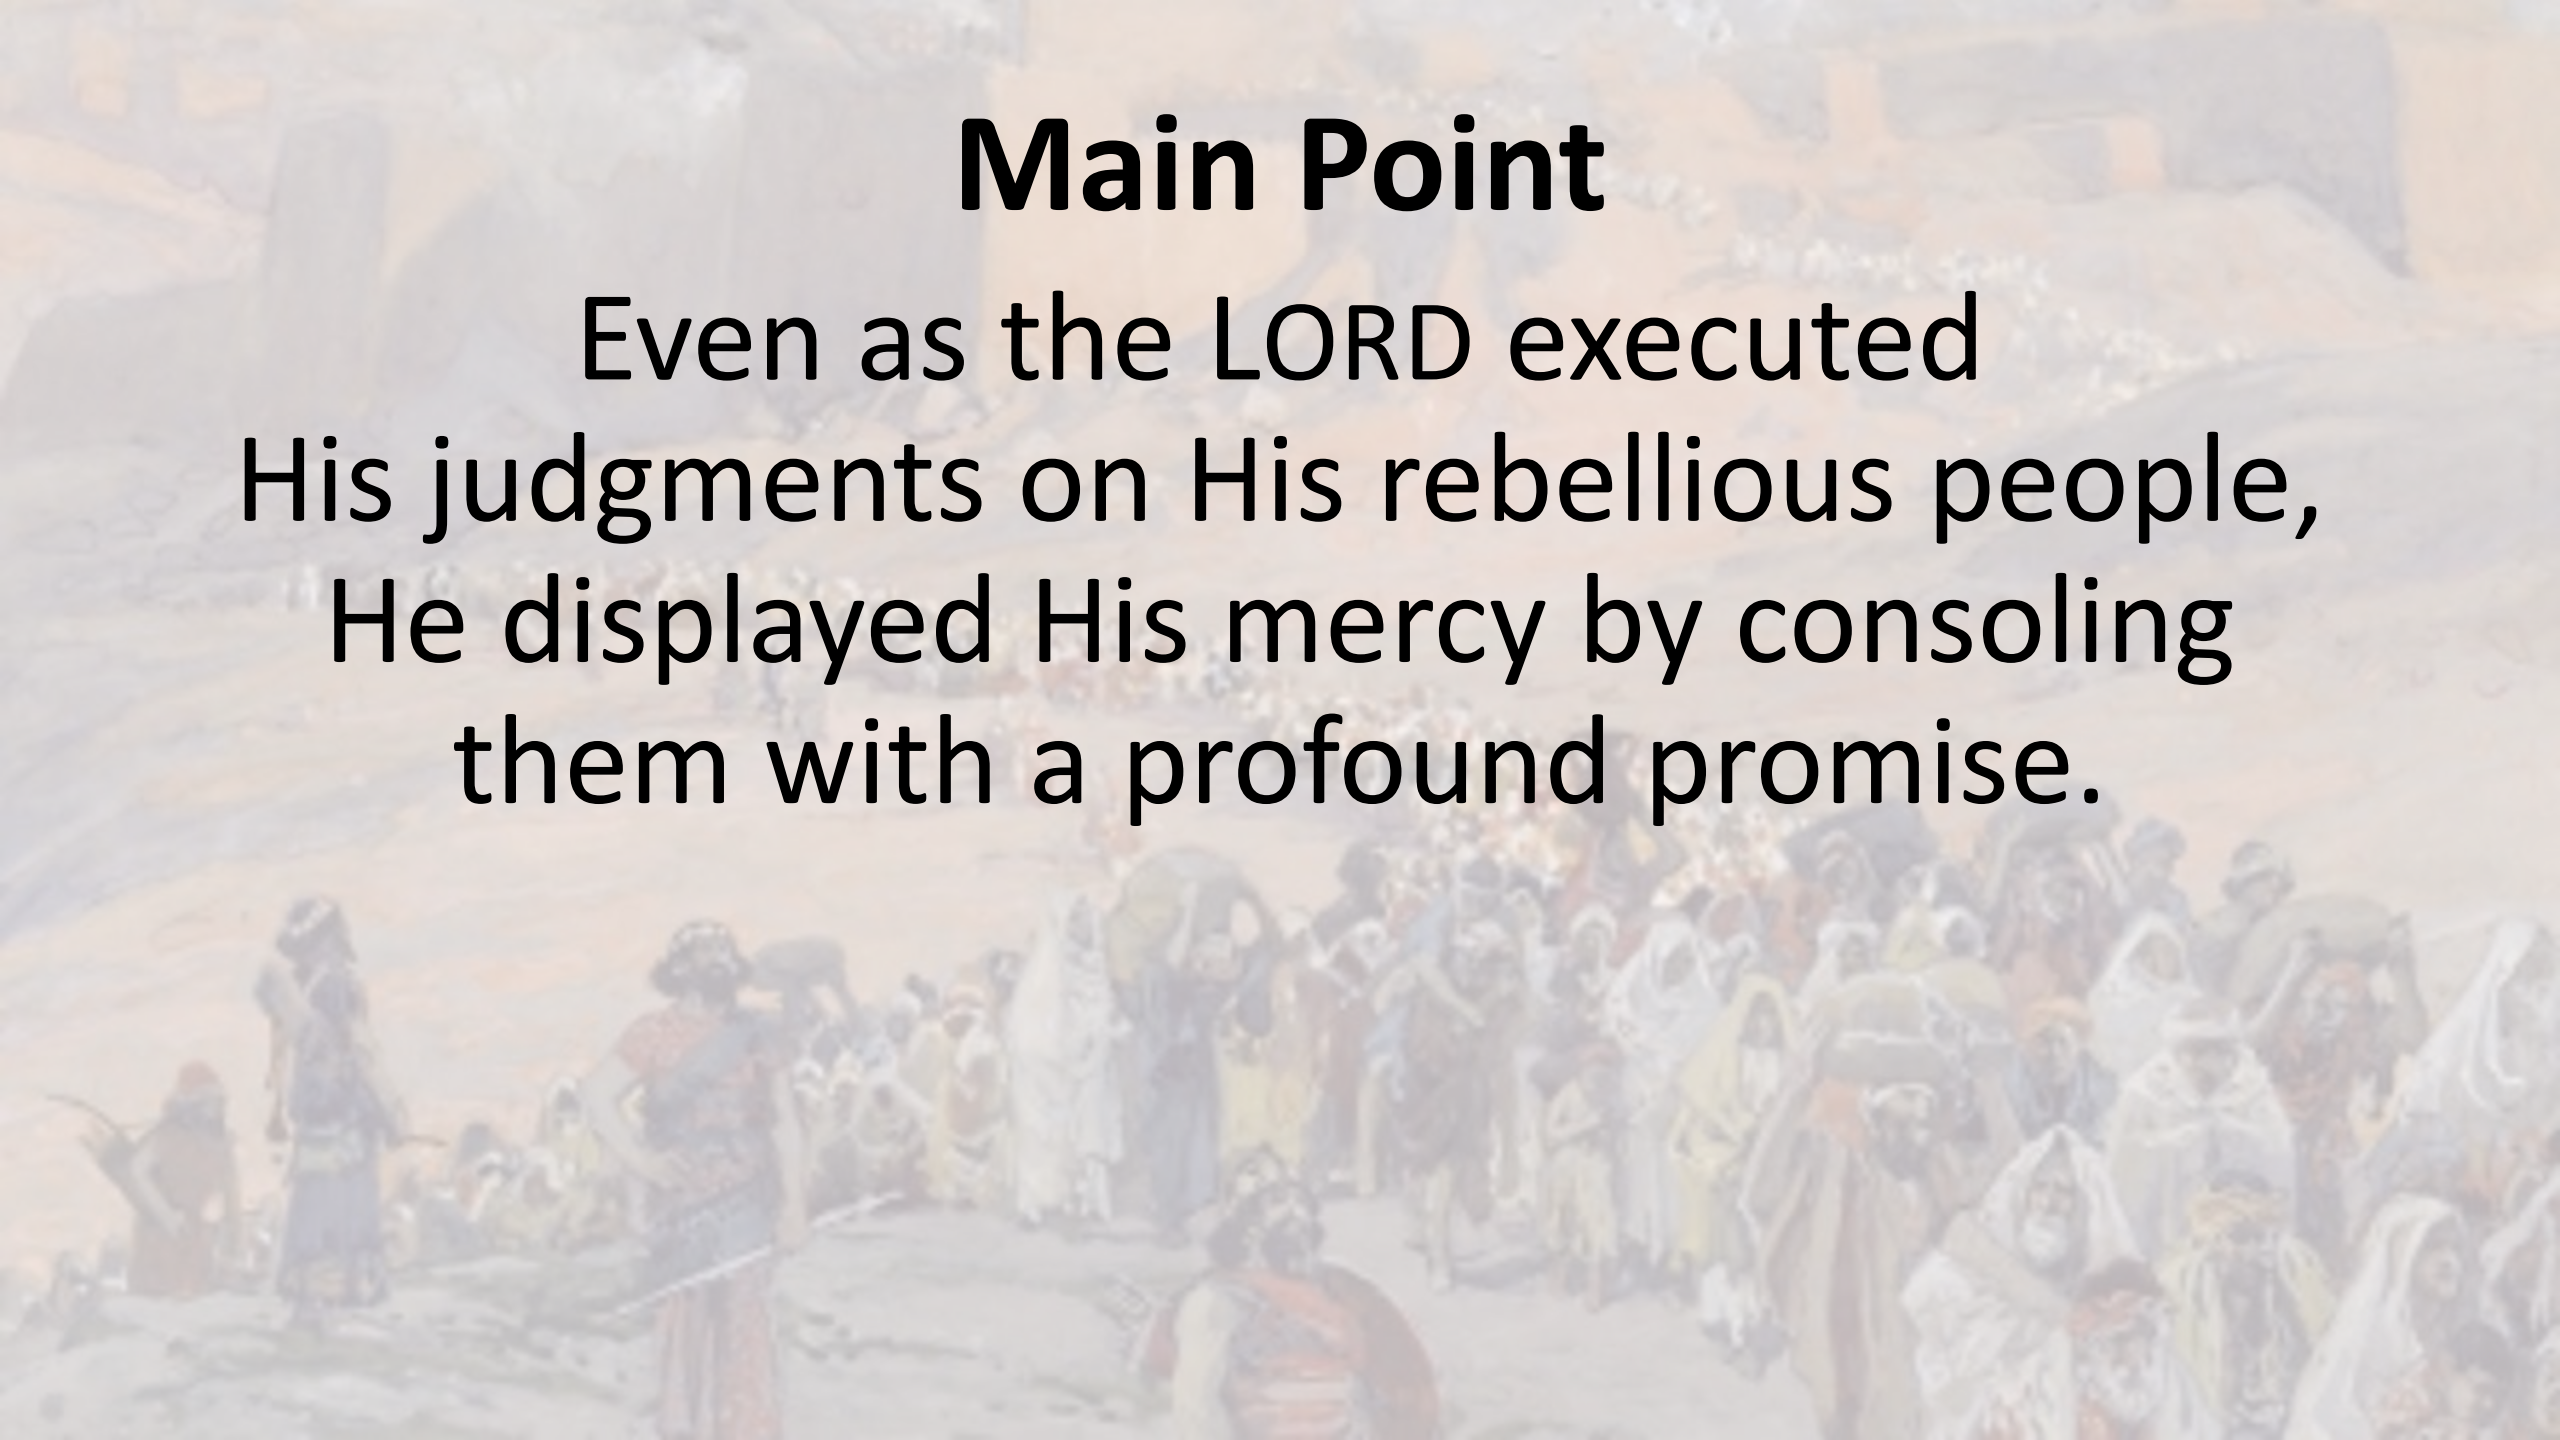 Main Point
Even as the LORD executed
His judgments on His rebellious people,
He displayed His mercy by consoling
them with a profound promise.